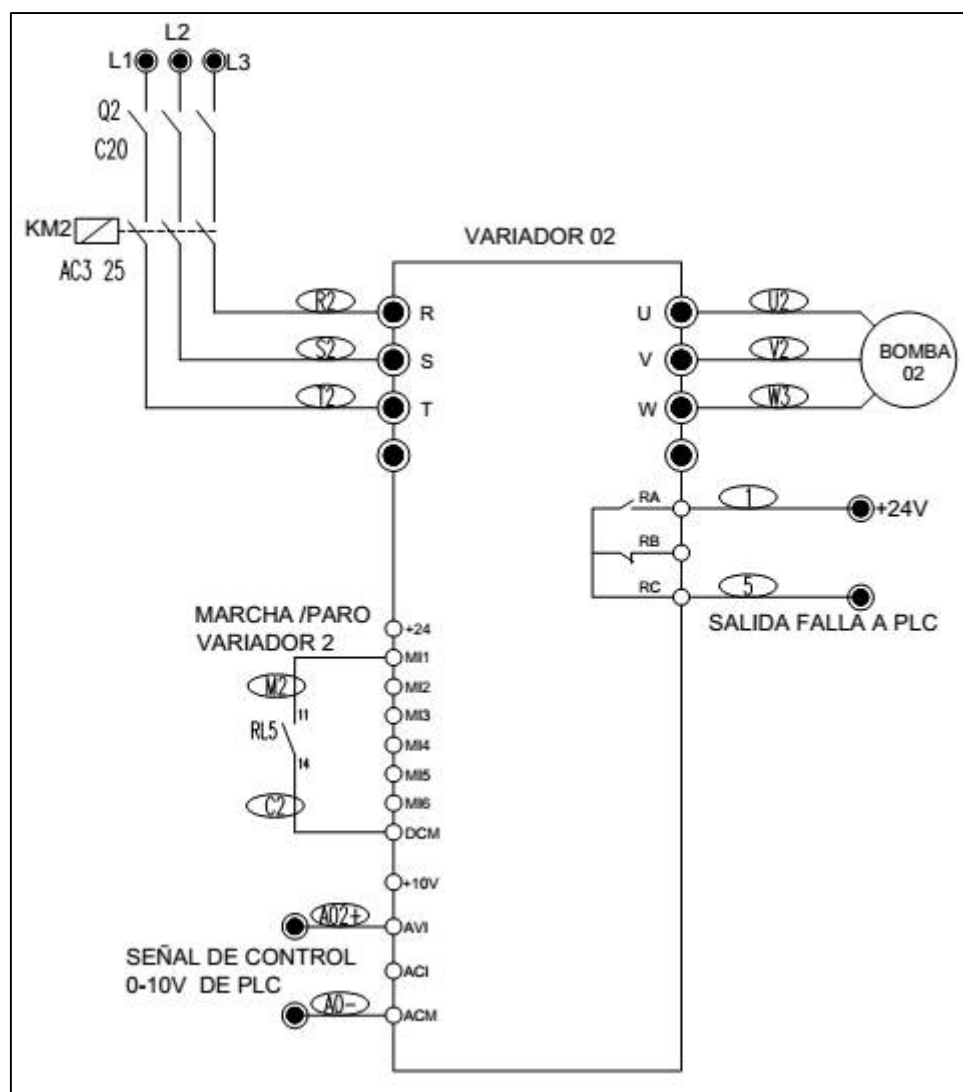 L2
L1 L3
Q2
C20
KM2
AC3 25
VARIADOR 02
R2 R U U2
S2 S V V2
BOMBA
02
T2 T W W3
RA 1 +24V
RB
RC 5
SALIDA FALLA A PLC
MARCHA /PARO
VARIADOR 2
+24
MI1
M2 MI2
11 MI3
RL5 MI4
14 MI5
C2 MI6
DCM
+10V
AO2+ AVI
SEÑAL DE CONTROL
0-10V DE PLC
ACI
AO- ACM